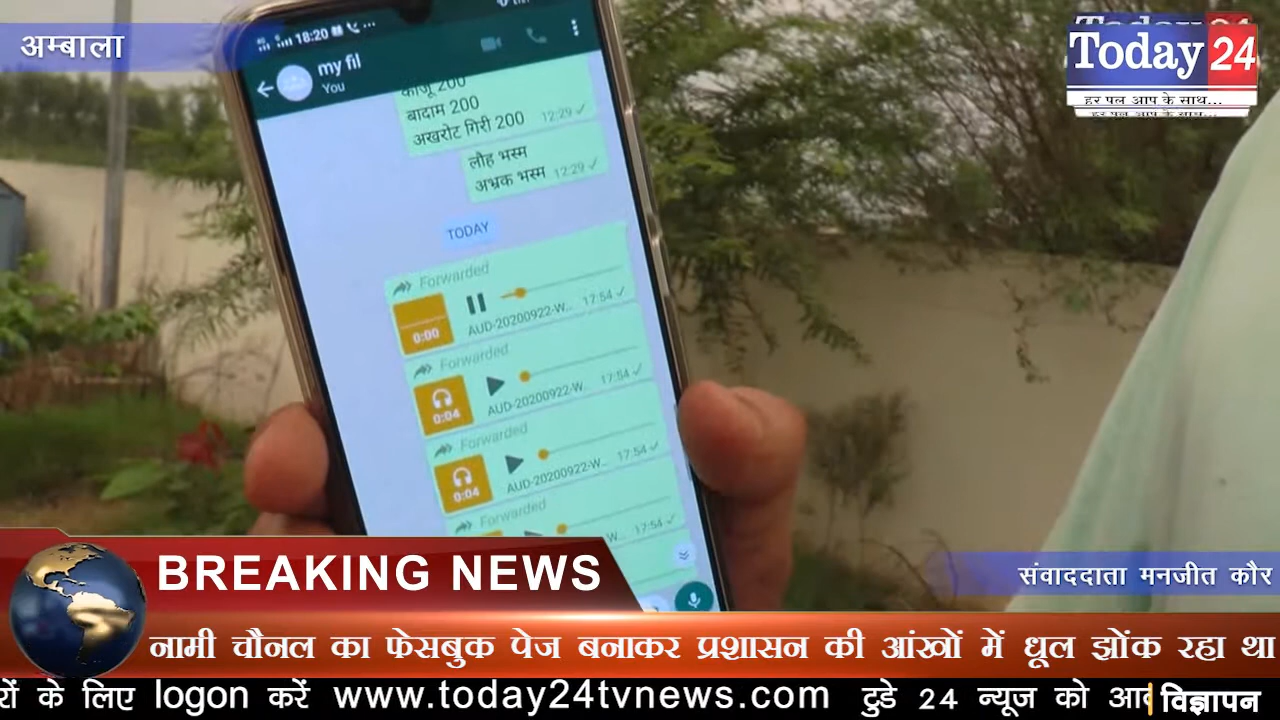 अम्बाला
Today 24
हर पल आप के साथ...
18:20
my fil
You
काजू 200
बादाम 200
अखरोट गिरी 200 12:29
लौह भस्म
अभ्रक भस्म 12:29
TODAY
Forwarded
0:00 AUD-20200922-W... 17:54
Forwarded
0:04 AUD-20200922-W... 17:54
Forwarded
0:04 AUD-20200922-W... 17:54
Forwarded
17:54
संवाददाता मनजीत कौर
BREAKING NEWS
नामी चौनल का फेसबुक पेज बनाकर प्रशासन की आंखों में धूल झोंक रहा था
रों के लिए logon करें www.today24tvnews.com टुडे 24 न्यूज को
विज्ञापन